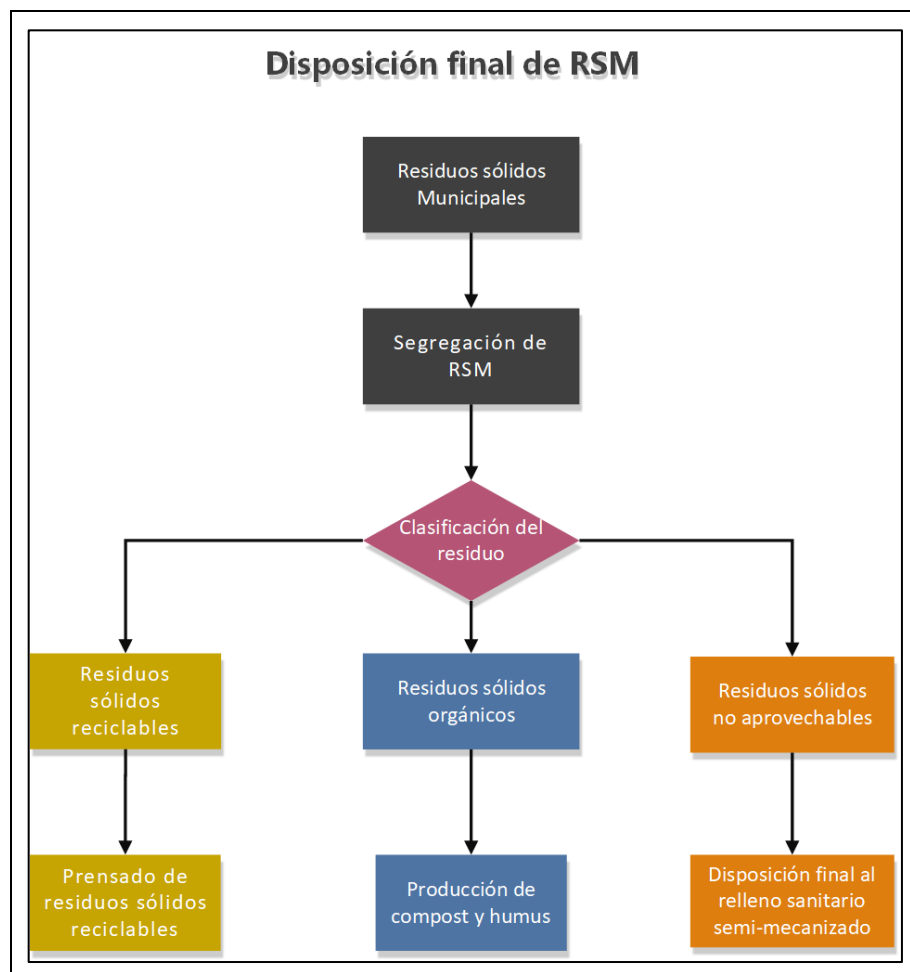 Disposición final de RSM
Residuos sólidos
Municipales
Segregación de
RSM
Clasificación del
residuo
Residuos
sólidos
reciclables
Residuos sólidos
orgánicos
Residuos sólidos
no aprovechables
Prensado de
residuos sólidos
reciclables
Producción de
compost y humus
Disposición final al
relleno sanitario
semi-mecanizado